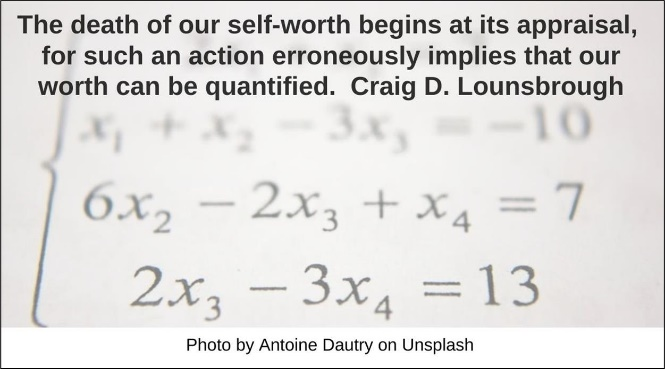 The death of our self-worth begins at its appraisal,
for such an action erroneously implies that our
worth can be quantified.  Craig D. Lounsbrough
x₁ + x₂ − 3x₃ = −10
6x₂ − 2x₃ + x₄ = 7
2x₃ − 3x₄ = 13
Photo by Antoine Dautry on Unsplash